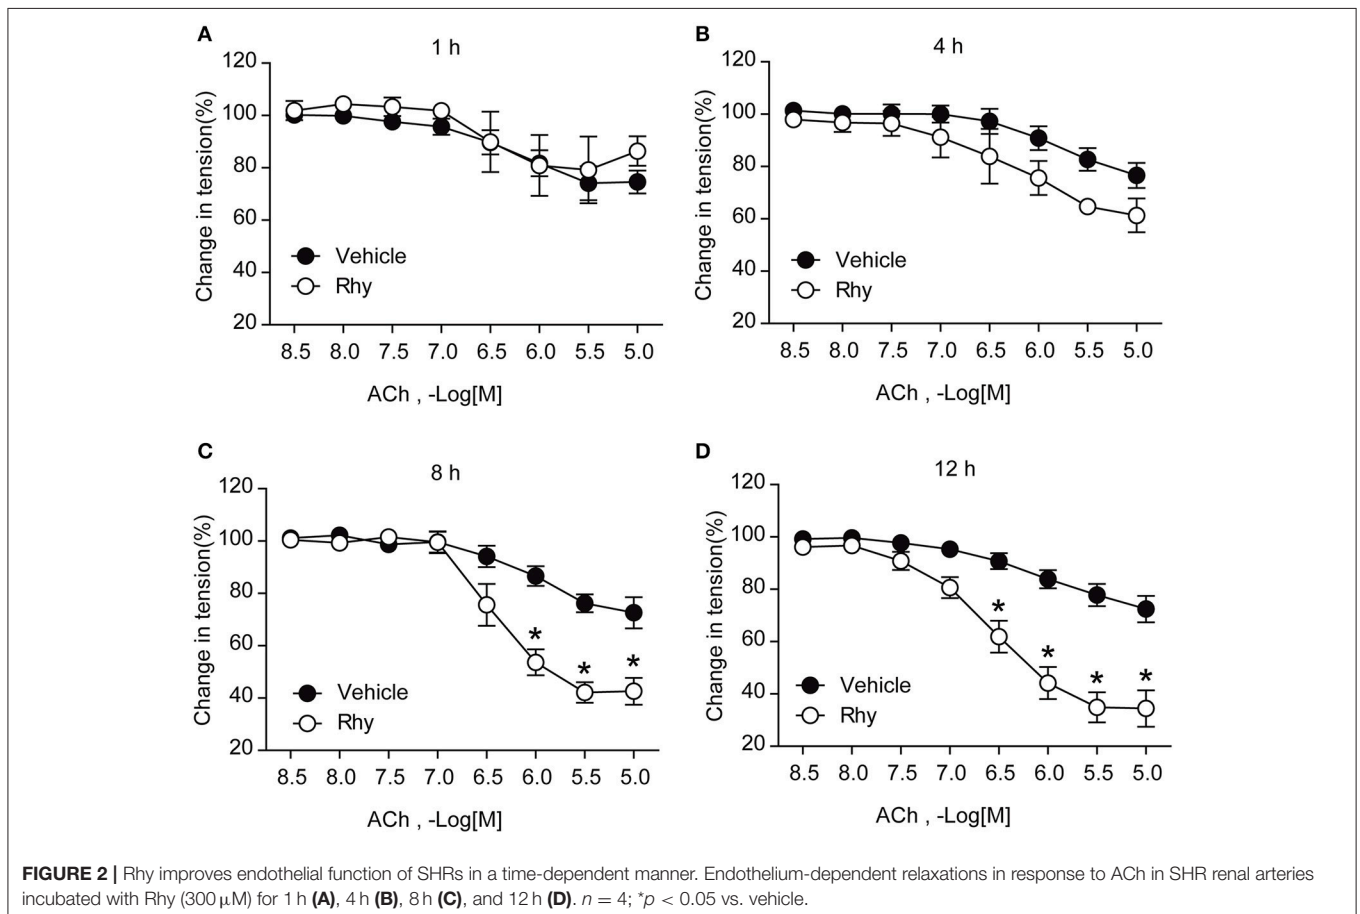 A
1 h
120
100
80
60
40
20
Change in tension(%)
Vehicle
Rhy
8.5 8.0 7.5 7.0 6.5 6.0 5.5 5.0
ACh , -Log[M]
B
4 h
120
100
80
60
40
20
Change in tension(%)
Vehicle
Rhy
8.5 8.0 7.5 7.0 6.5 6.0 5.5 5.0
ACh , -Log[M]
C
8 h
120
100
80
60
40
20
Change in tension(%)
* * *
Vehicle
Rhy
8.5 8.0 7.5 7.0 6.5 6.0 5.5 5.0
ACh , -Log[M]
D
12 h
120
100
80
60
40
20
Change in tension(%)
* * * *
Vehicle
Rhy
8.5 8.0 7.5 7.0 6.5 6.0 5.5 5.0
ACh , -Log[M]
FIGURE 2 | Rhy improves endothelial function of SHRs in a time-dependent manner. Endothelium-dependent relaxations in response to ACh in SHR renal arteries
incubated with Rhy (300 μM) for 1 h (A), 4 h (B), 8 h (C), and 12 h (D). n = 4; *p < 0.05 vs. vehicle.